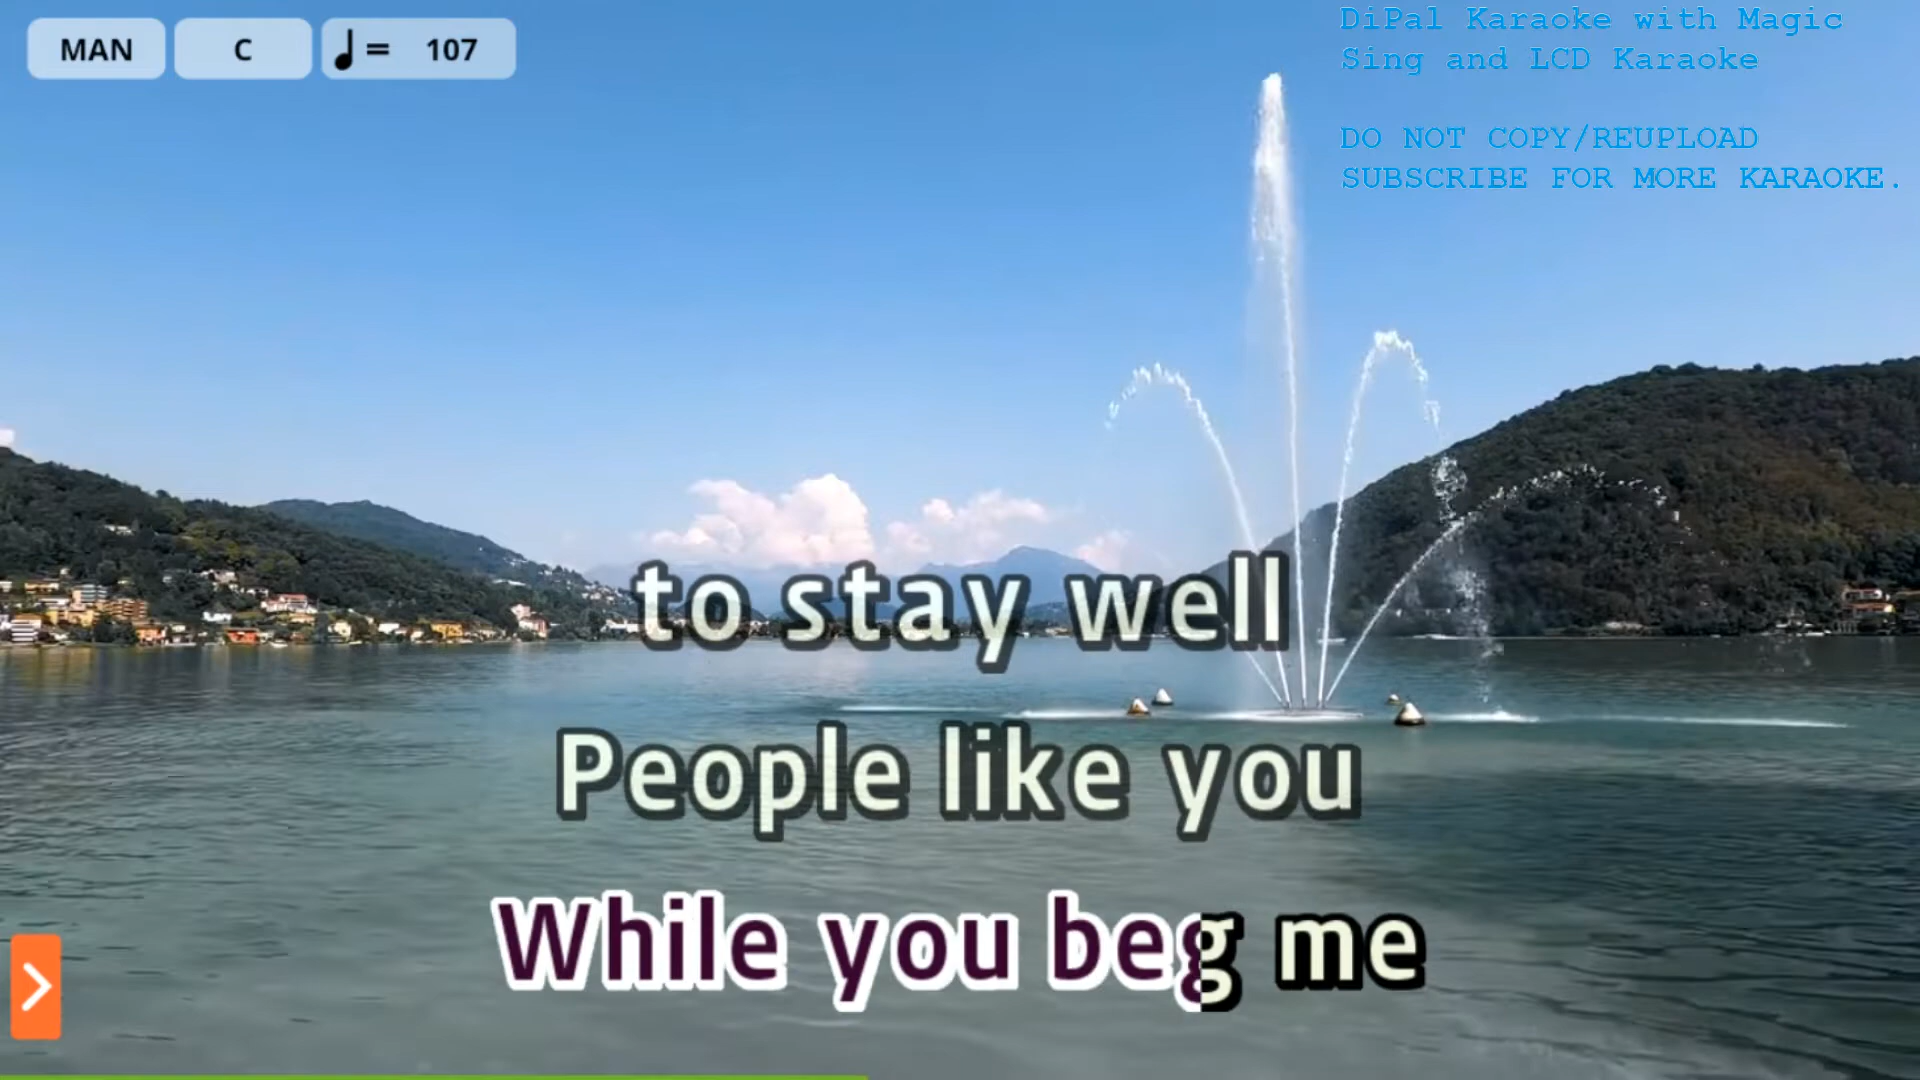 MAN
C
♩ = 107
DiPal Karaoke with Magic
Sing and LCD Karaoke
DO NOT COPY/REUPLOAD
SUBSCRIBE FOR MORE KARAOKE.
to stay well
People like you
While you beg me